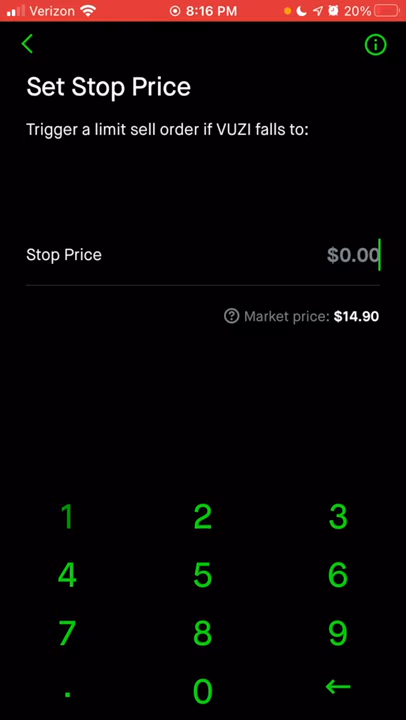 Verizon 8:16 PM 20%
Set Stop Price
Trigger a limit sell order if VUZI falls to:
Stop Price $0.00
? Market price: $14.90
1 2 3
4 5 6
7 8 9
. 0 ←